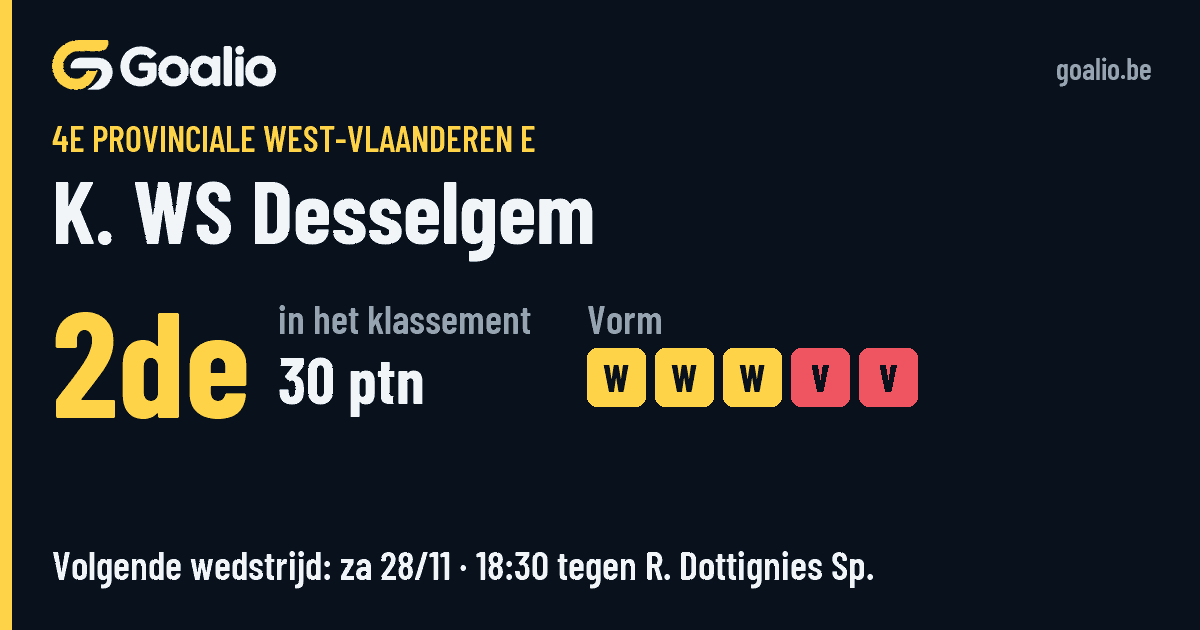 Goalio
goalio.be
4E PROVINCIALE WEST-VLAANDEREN E
K. WS Desselgem
2de
in het klassement
30 ptn
Vorm
W W W V V
Volgende wedstrijd: za 28/11 · 18:30 tegen R. Dottignies Sp.